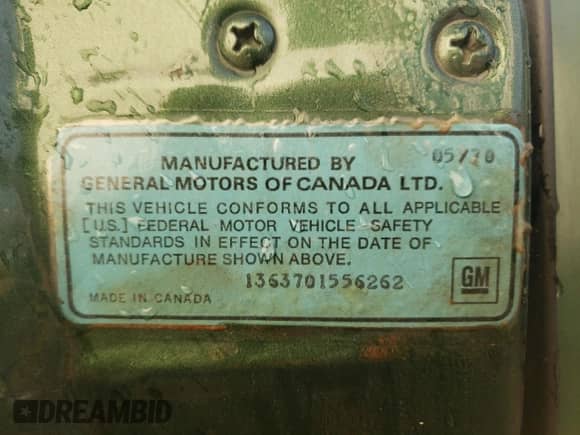 05/70
MANUFACTURED BY
GENERAL MOTORS OF CANADA LTD.
THIS VEHICLE CONFORMS TO ALL APPLICABLE
[U.S.] FEDERAL MOTOR VEHICLE SAFETY
STANDARDS IN EFFECT ON THE DATE OF
MANUFACTURE SHOWN ABOVE.
1363701556262
MADE IN CANADA
GM
DREAMBID